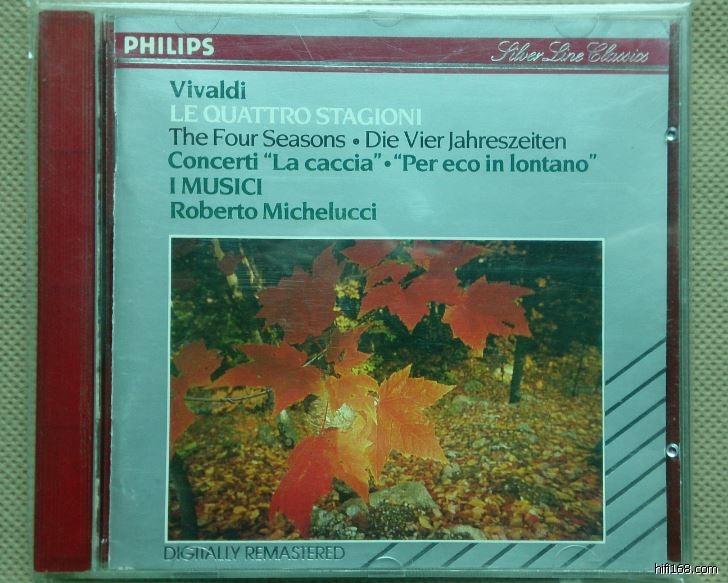 PHILIPS
Silver Line Classics
Vivaldi
LE QUATTRO STAGIONI
The Four Seasons • Die Vier Jahreszeiten
Concerti "La caccia" • "Per eco in lontano"
I MUSICI
Roberto Michelucci
DIGITALLY REMASTERED
hifi168.com